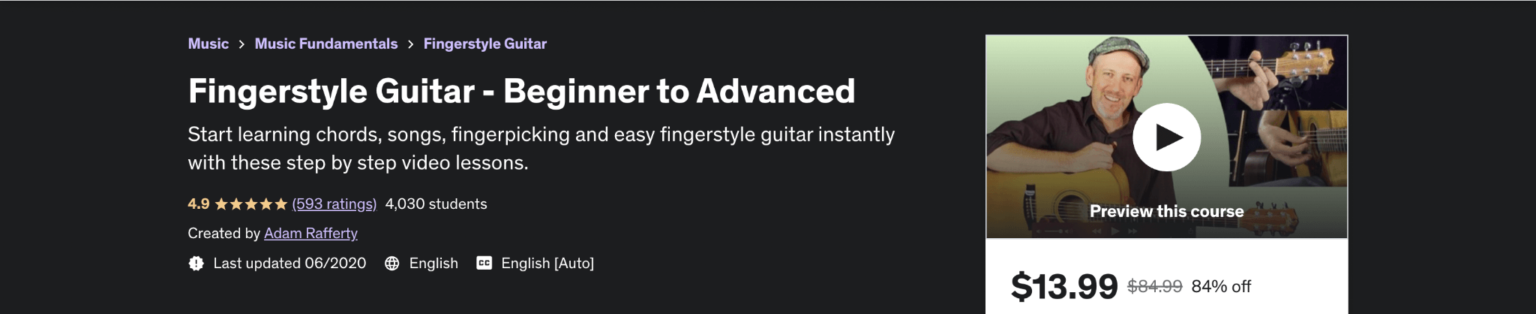 Music > Music Fundamentals > Fingerstyle Guitar
Fingerstyle Guitar - Beginner to Advanced
Start learning chords, songs, fingerpicking and easy fingerstyle guitar instantly
with these step by step video lessons.
4.9 (593 ratings) 4,030 students
Created by Adam Rafferty
Last updated 06/2020 English CC English [Auto]
Preview this course
$13.99 $84.99 84% off